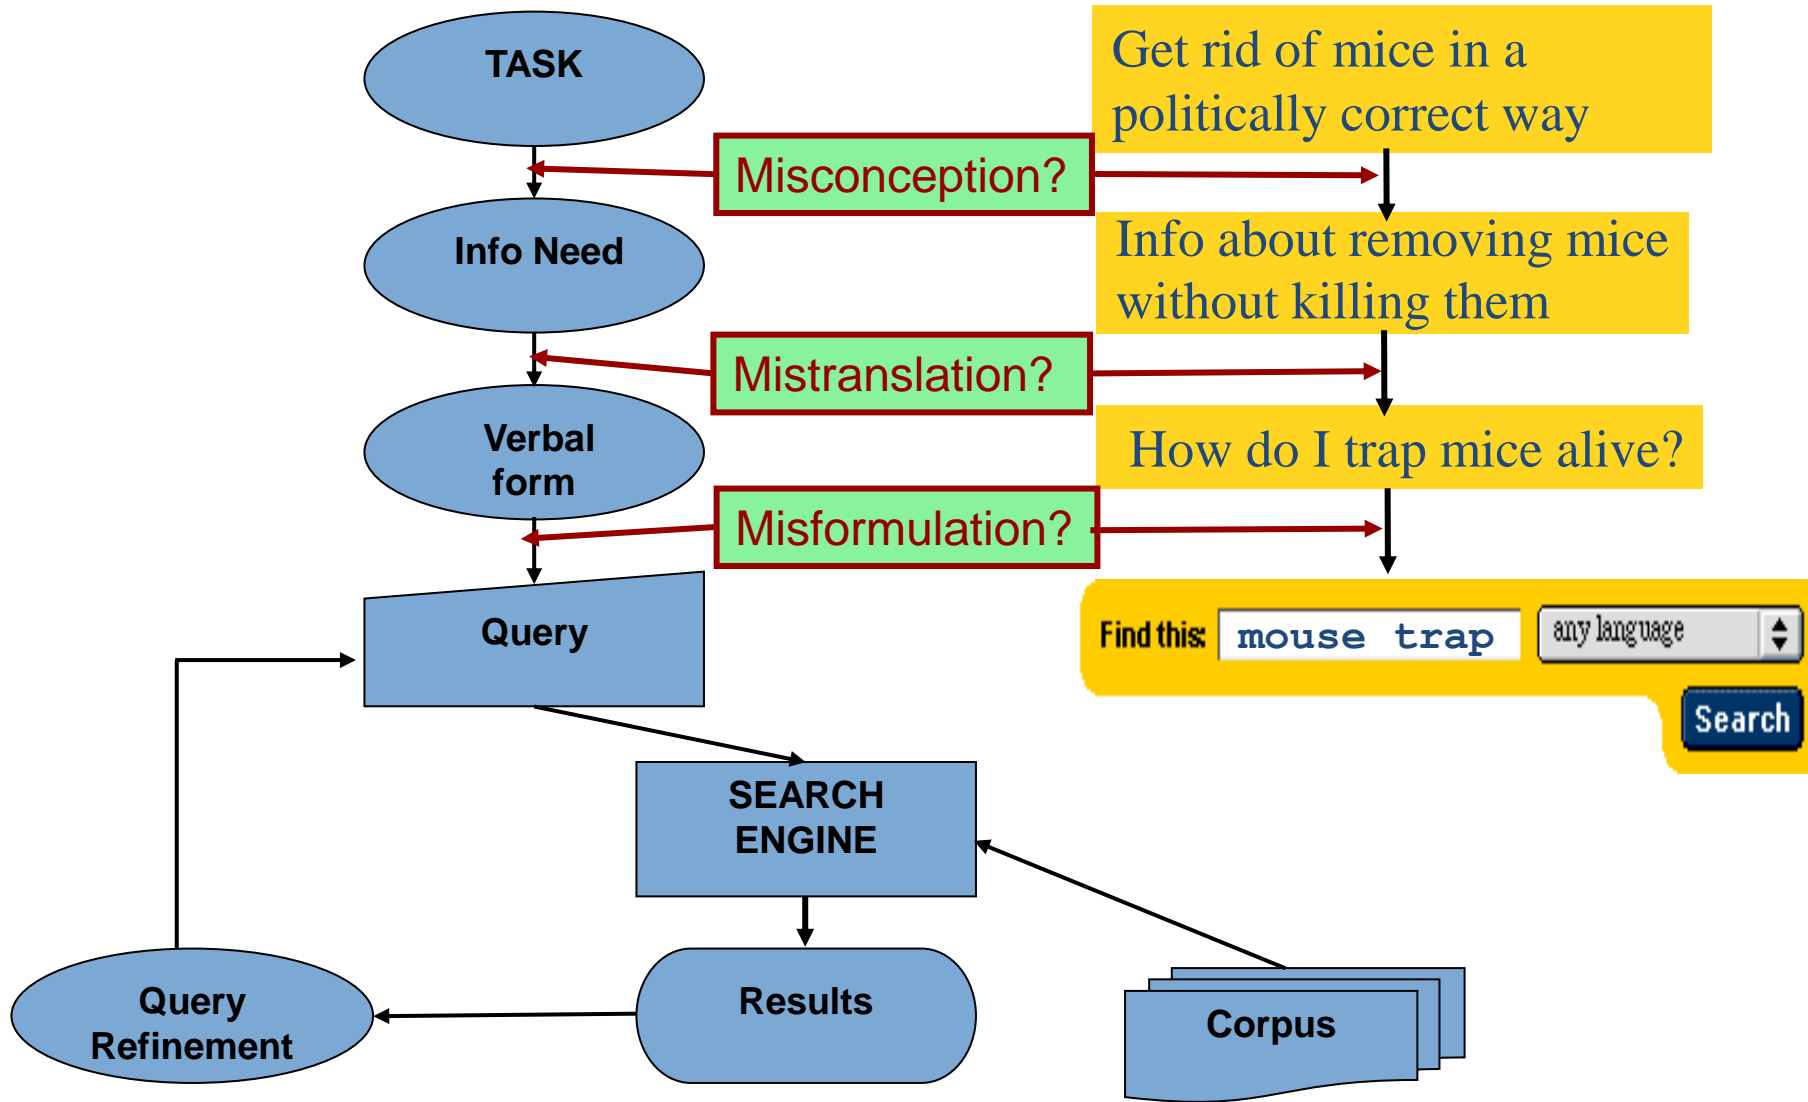 TASK
Get rid of mice in a
politically correct way
Misconception?
Info Need
Info about removing mice
without killing them
Mistranslation?
Verbal
form
How do I trap mice alive?
Misformulation?
Query
Find this:
mouse trap
any language
Search
SEARCH
ENGINE
Results
Query
Refinement
Corpus